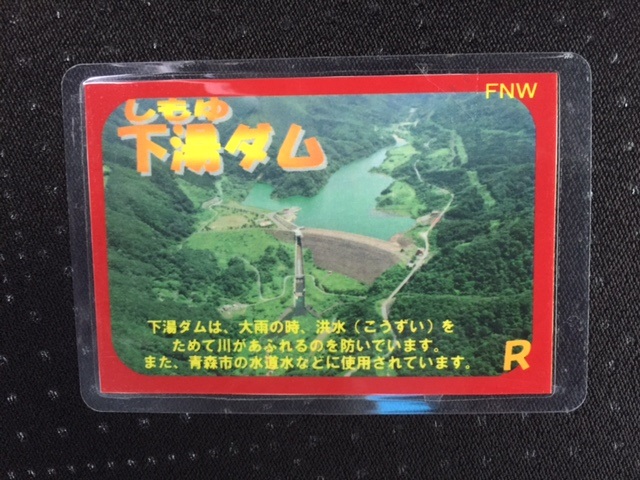 FNW
しもゆ
下湯ダム
下湯ダムは、大雨の時、洪水（こうずい）を
ためて川があふれるのを防いでいます。
また、青森市の水道水などに使用されています。
R